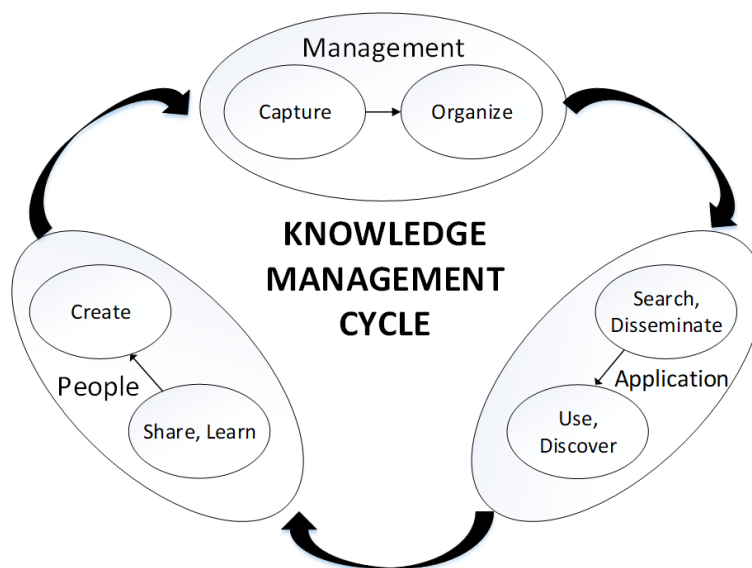 Management
Capture
Organize
KNOWLEDGE
MANAGEMENT
CYCLE
Create
People
Share, Learn
Search,
Disseminate
Application
Use,
Discover